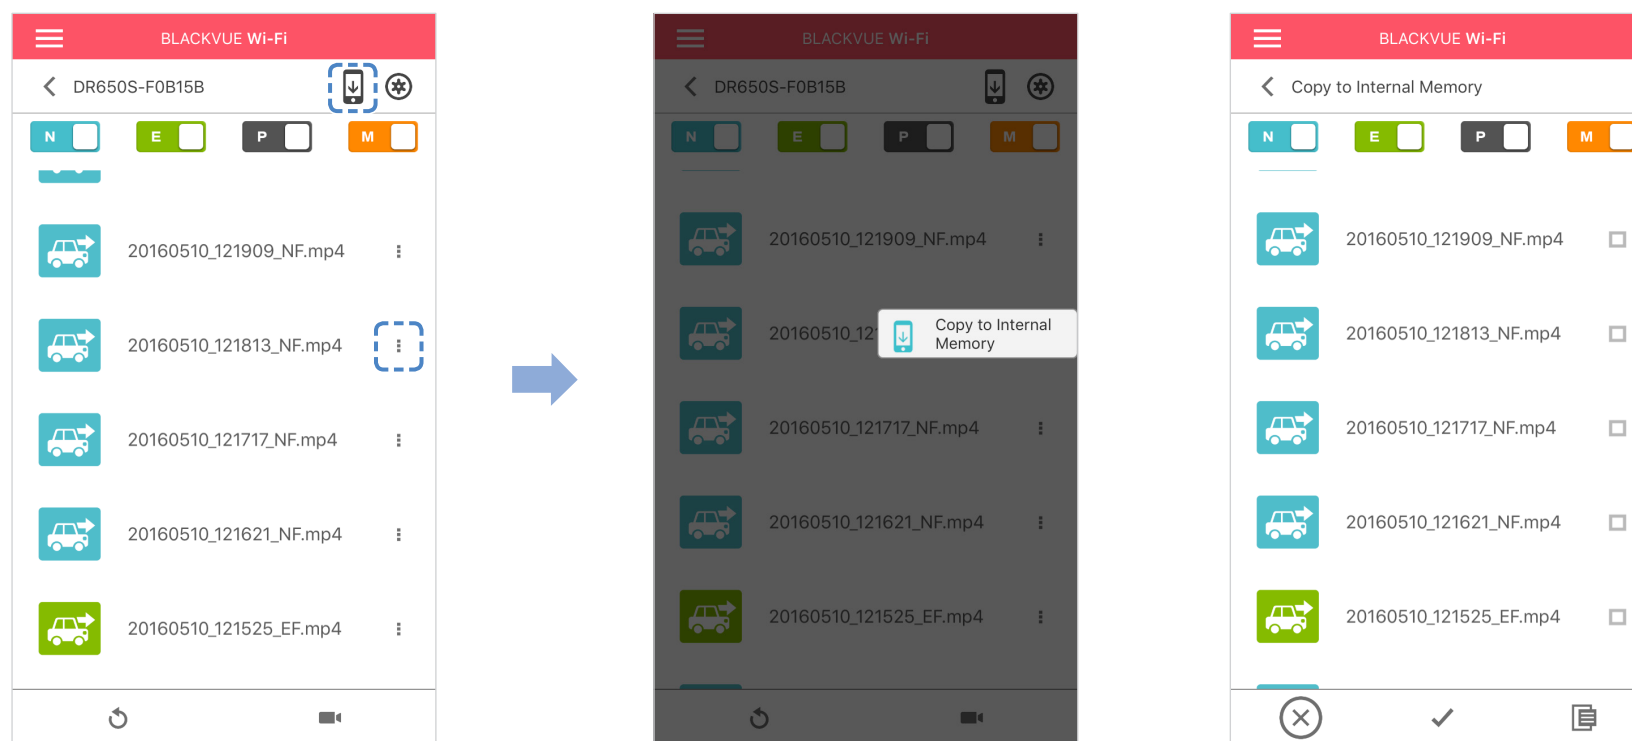 BLACKVUE Wi-Fi
DR650S-F0B15B
N E P M
20160510_121909_NF.mp4
20160510_121813_NF.mp4
20160510_121717_NF.mp4
20160510_121621_NF.mp4
20160510_121525_EF.mp4
BLACKVUE Wi-Fi
DR650S-F0B15B
N E P M
20160510_121909_NF.mp4
20160510_121
Copy to Internal
Memory
20160510_121717_NF.mp4
20160510_121621_NF.mp4
20160510_121525_EF.mp4
BLACKVUE Wi-Fi
Copy to Internal Memory
N E P M
20160510_121909_NF.mp4
20160510_121813_NF.mp4
20160510_121717_NF.mp4
20160510_121621_NF.mp4
20160510_121525_EF.mp4